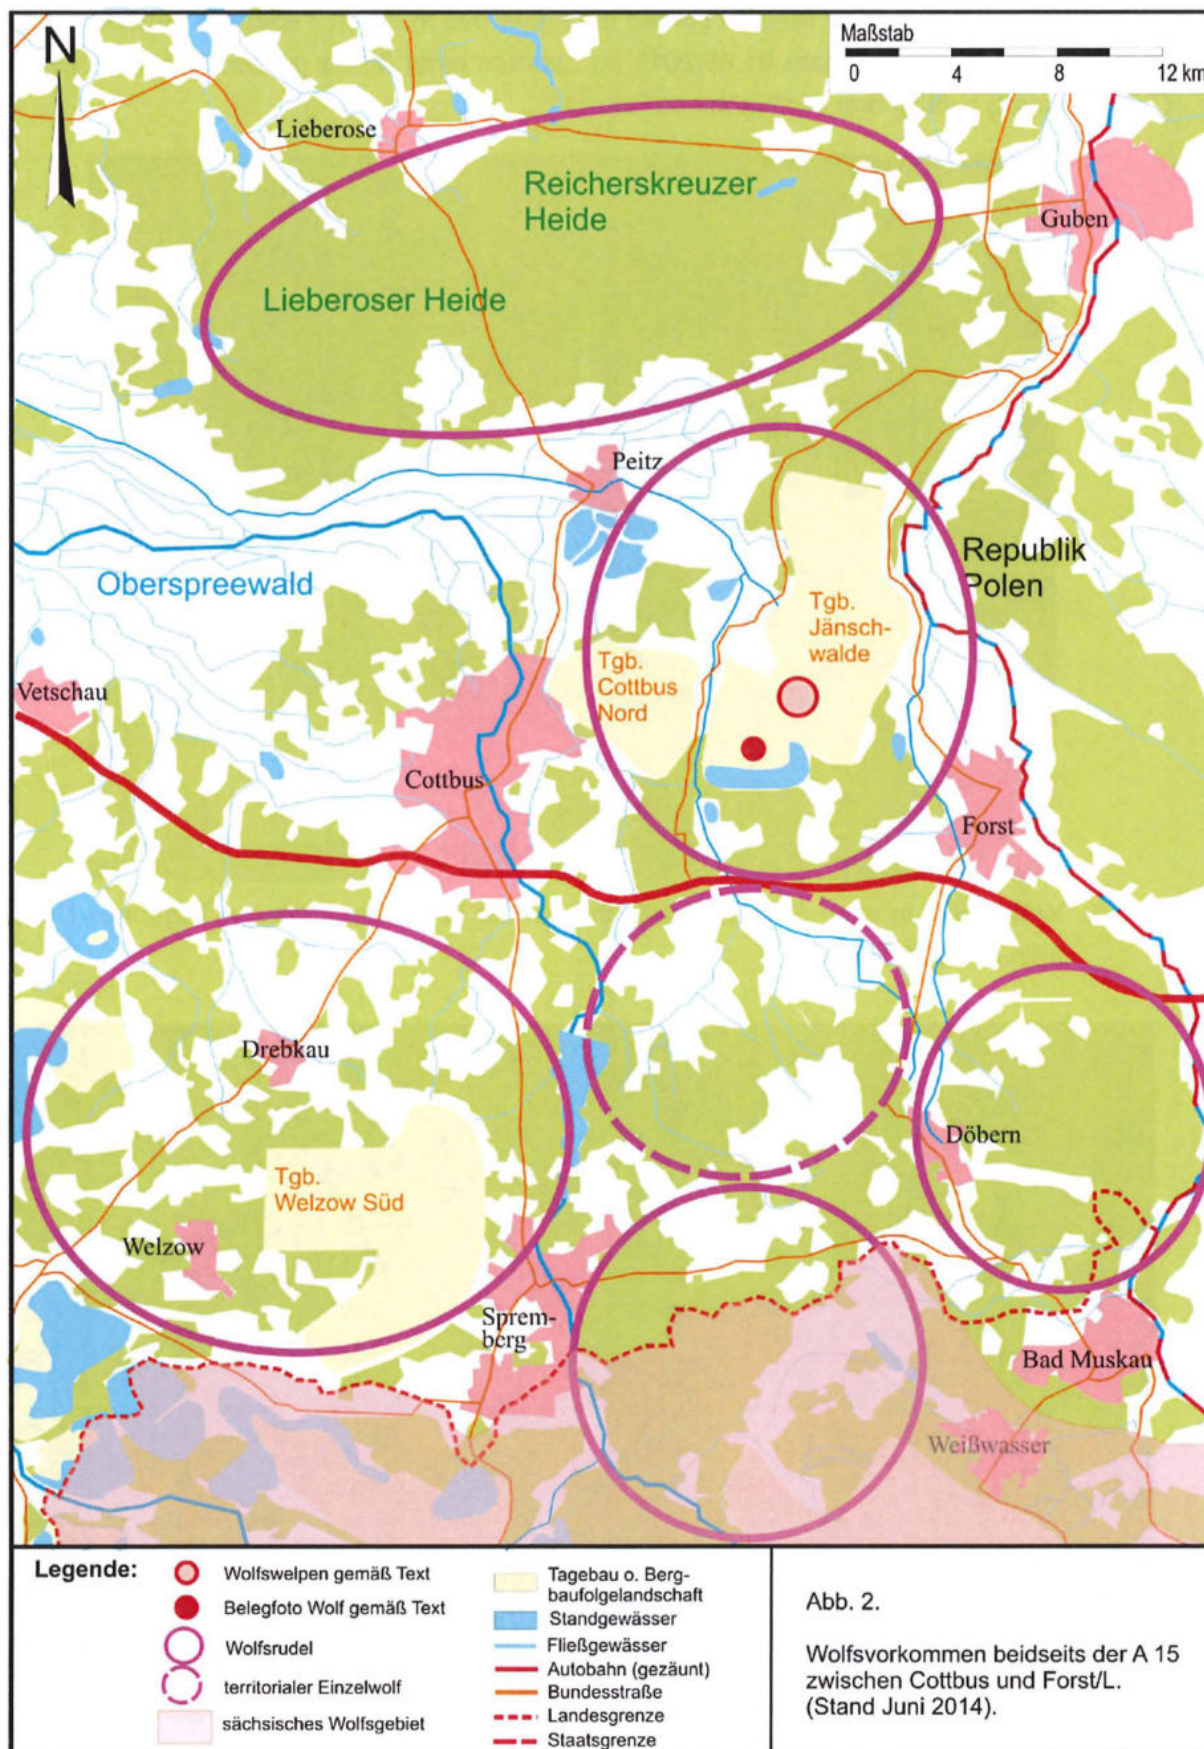 N
Maßstab
0 4 8 12 km
Lieberose
Reicherskreuzer
Heide
Guben
Lieberoser Heide
Peitz
Republik
Polen
Oberspreewald
Tgb.
Jänsch-
walde
Tgb.
Cottbus
Nord
Vetschau
Cottbus
Forst
Drebkau
Döbern
Tgb.
Welzow Süd
Welzow
Sprem-
berg
Bad Muskau
Weißwasser
Legende:
Wolfswelpen gemäß Text
Belegfoto Wolf gemäß Text
Wolfsrudel
territorialer Einzelwolf
sächsisches Wolfsgebiet
Tagebau o. Berg-
baufolgelandschaft
Standgewässer
Fließgewässer
Autobahn (gezäunt)
Bundesstraße
Landesgrenze
Staatsgrenze
Abb. 2.
Wolfsvorkommen beidseits der A 15
zwischen Cottbus und Forst/L.
(Stand Juni 2014).